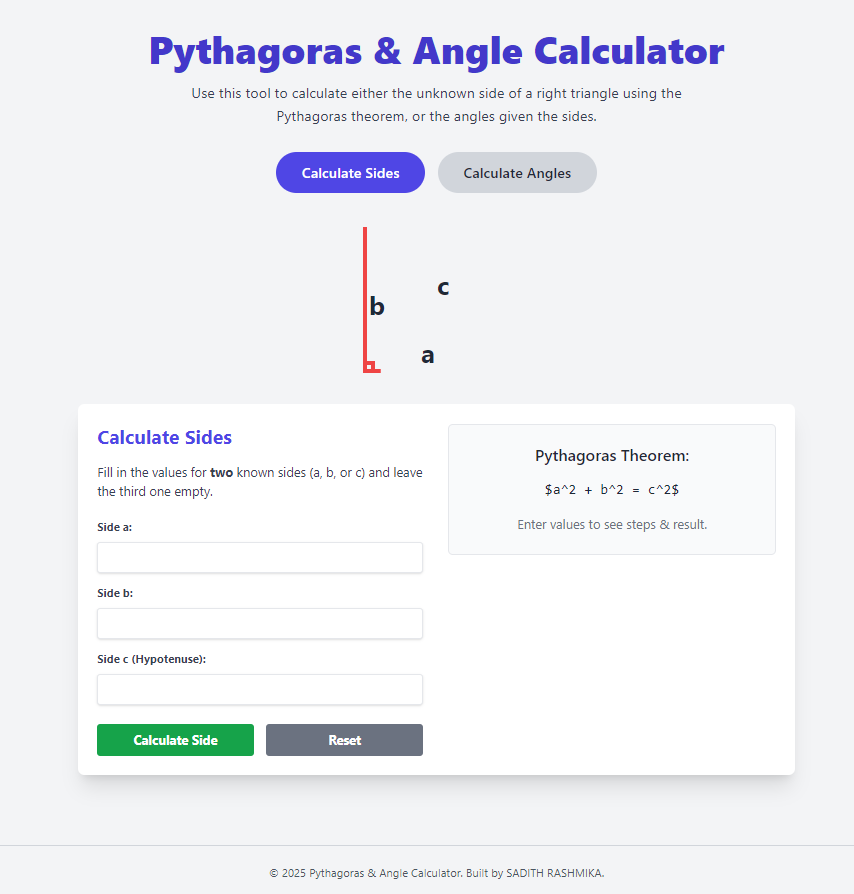 Pythagoras & Angle Calculator
Use this tool to calculate either the unknown side of a right triangle using the
Pythagoras theorem, or the angles given the sides.
Calculate Sides
Calculate Angles
c
b
a
Calculate Sides
Fill in the values for two known sides (a, b, or c) and leave
the third one empty.
Side a:
Side b:
Side c (Hypotenuse):
Calculate Side
Reset
Pythagoras Theorem:
$a^2 + b^2 = c^2$
Enter values to see steps & result.
© 2025 Pythagoras & Angle Calculator. Built by SADITH RASHMIKA.